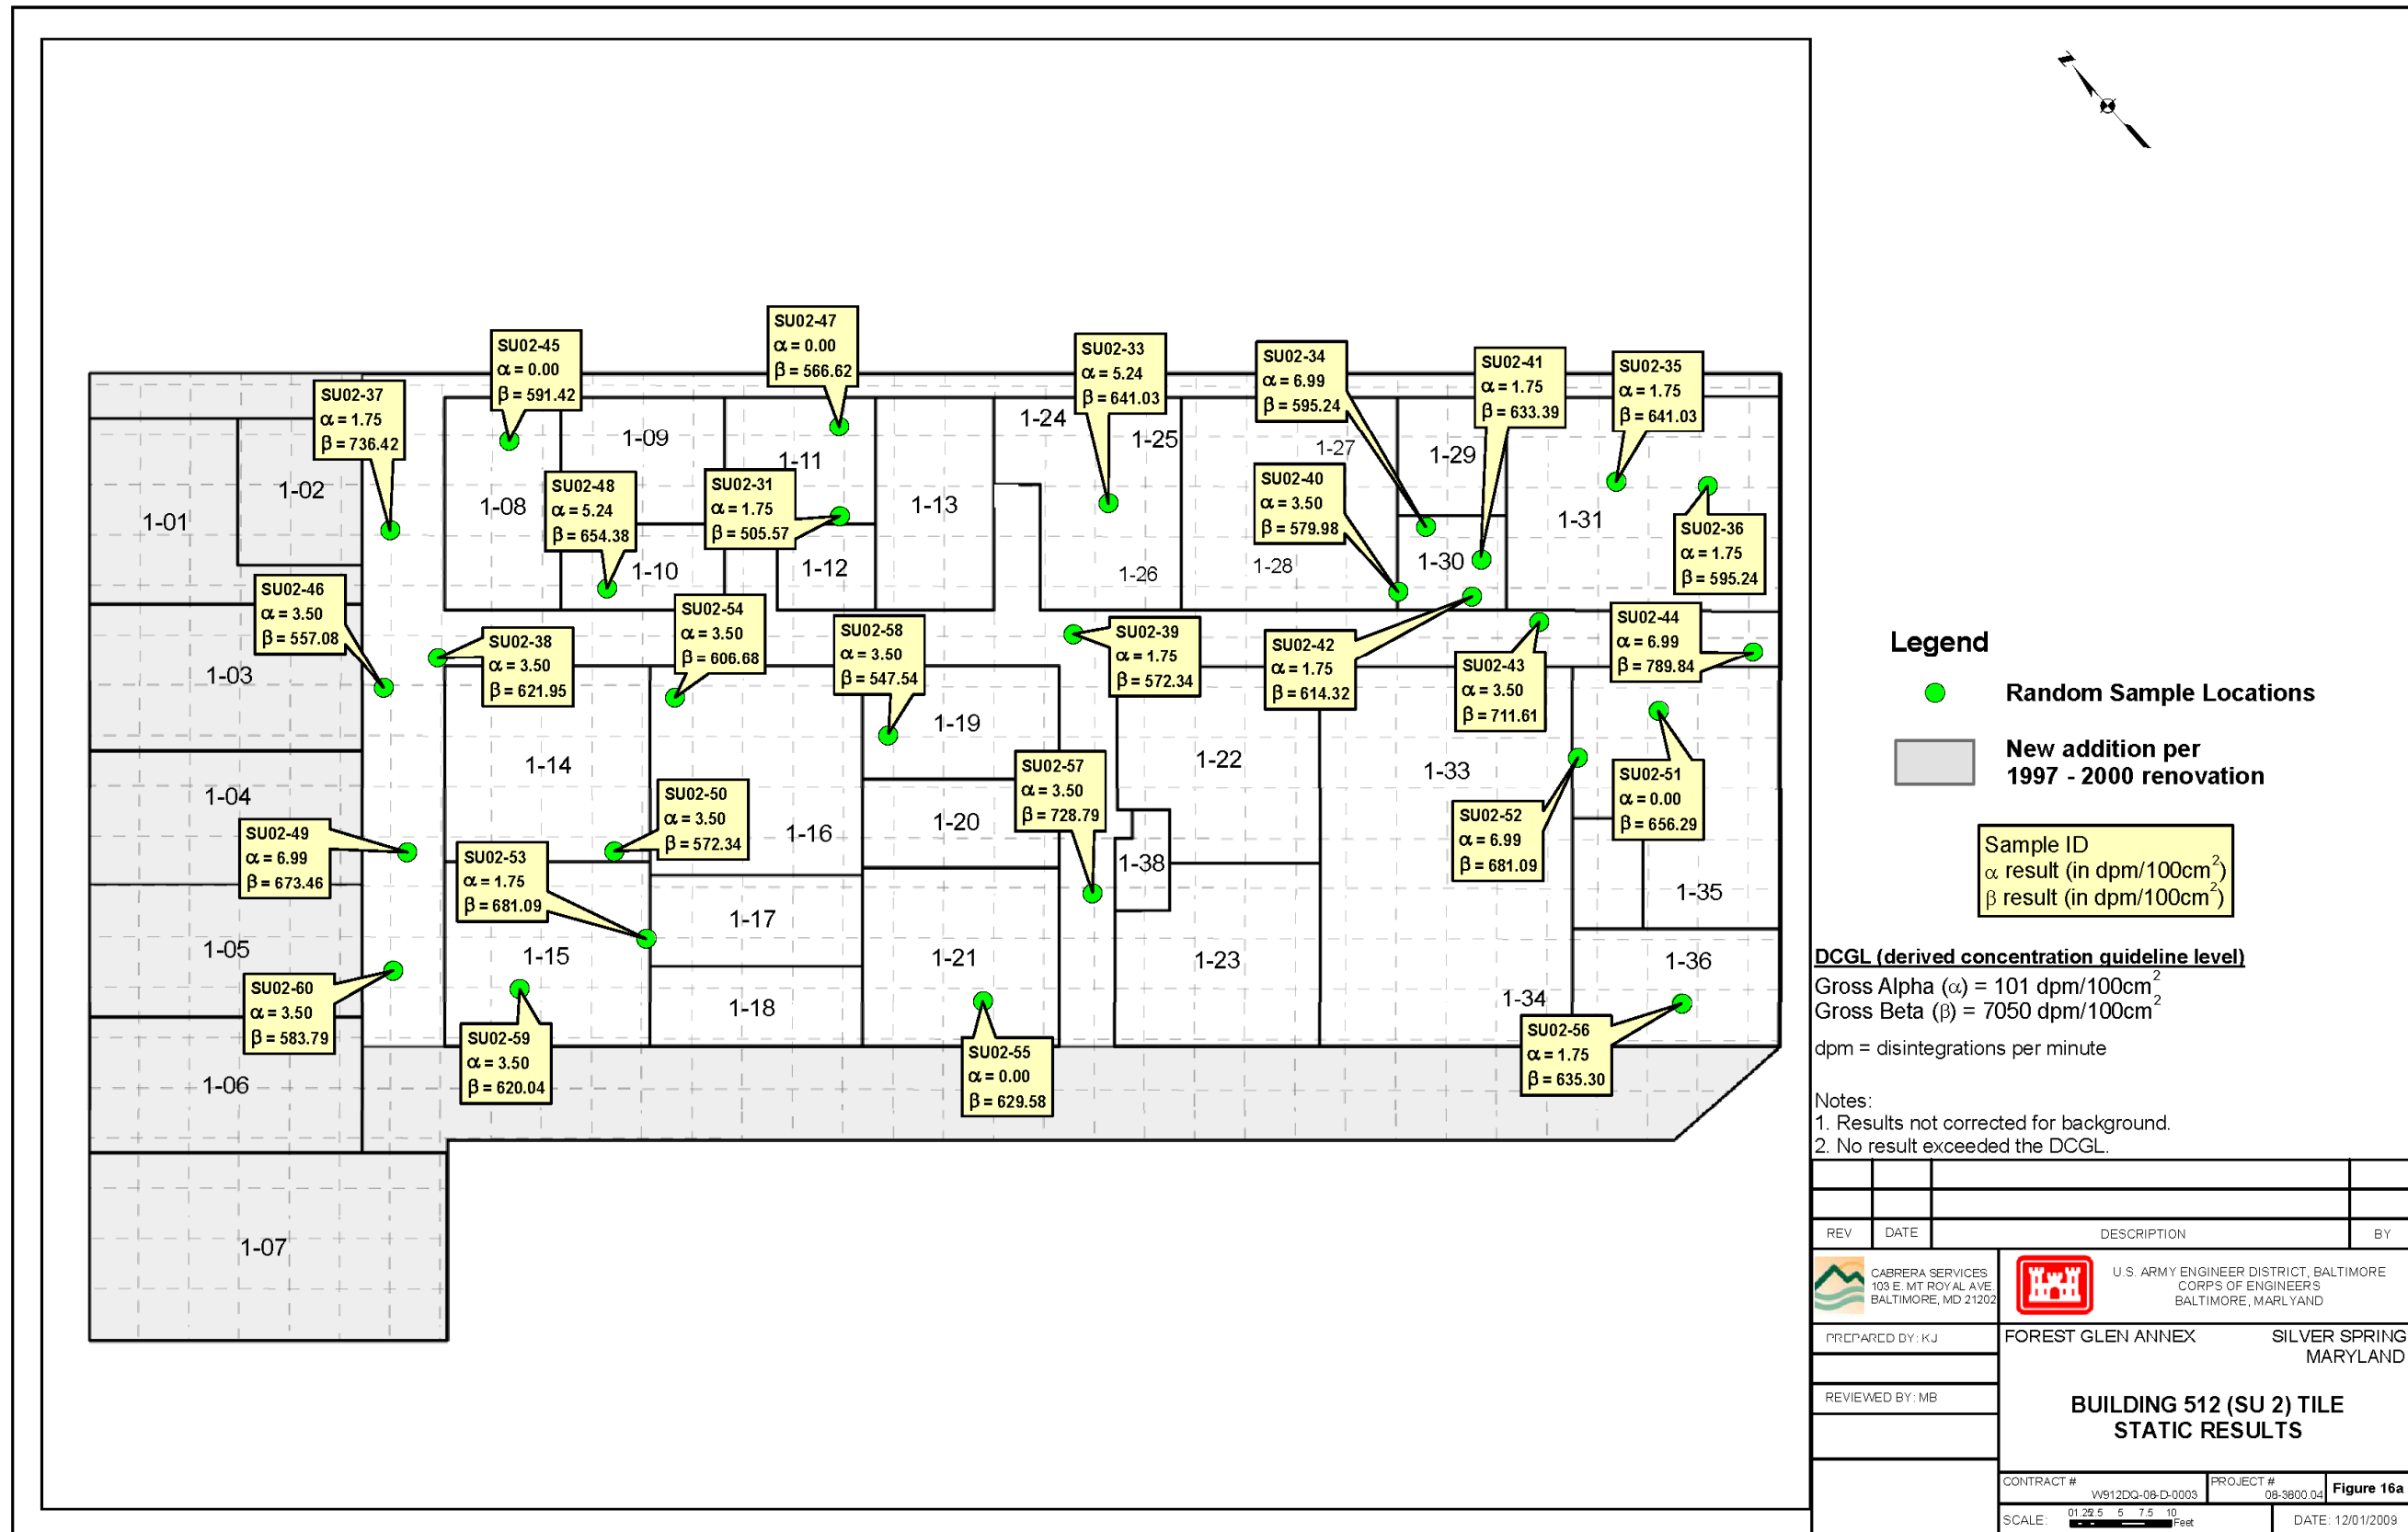 N
SU02-47
α = 0.00
β = 566.62
SU02-45
α = 0.00
β = 591.42
SU02-33
α = 5.24
β = 641.03
SU02-34
α = 6.99
β = 595.24
SU02-41
α = 1.75
β = 633.39
SU02-35
α = 1.75
β = 641.03
SU02-37
α = 1.75
β = 736.42
1-24
1-25
1-27
1-29
1-09
1-11
1-02
1-01
1-08
SU02-48
α = 5.24
β = 654.38
SU02-31
α = 1.75
β = 505.57
1-13
SU02-40
α = 3.50
β = 579.98
1-31
SU02-36
α = 1.75
β = 595.24
1-10
1-12
1-26
1-28
1-30
SU02-46
α = 3.50
β = 557.08
SU02-54
α = 3.50
β = 606.68
SU02-58
α = 3.50
β = 547.54
SU02-38
α = 3.50
β = 621.95
SU02-39
α = 1.75
β = 572.34
SU02-42
α = 1.75
β = 614.32
SU02-43
α = 3.50
β = 711.61
SU02-44
α = 6.99
β = 789.84
1-03
1-19
1-14
1-22
1-33
SU02-57
α = 3.50
β = 728.79
SU02-51
α = 0.00
β = 656.29
1-04
SU02-50
α = 3.50
β = 572.34
1-16
1-20
SU02-52
α = 6.99
β = 681.09
SU02-49
α = 6.99
β = 673.46
SU02-53
α = 1.75
β = 681.09
1-38
1-35
1-17
1-05
1-15
1-21
1-23
1-36
1-18
1-34
SU02-60
α = 3.50
β = 583.79
SU02-59
α = 3.50
β = 620.04
SU02-55
α = 0.00
β = 629.58
SU02-56
α = 1.75
β = 635.30
1-06
1-07
Legend
Random Sample Locations
New addition per
1997 - 2000 renovation
Sample ID
α result (in dpm/100cm²)
β result (in dpm/100cm²)
DCGL (derived concentration guideline level)
Gross Alpha (α) = 101 dpm/100cm²
Gross Beta (β) = 7050 dpm/100cm²
dpm = disintegrations per minute
Notes:
1. Results not corrected for background.
2. No result exceeded the DCGL.
REV DATE DESCRIPTION BY
CABRERA SERVICES
103 E. MT ROYAL AVE.
BALTIMORE, MD 21202
U.S. ARMY ENGINEER DISTRICT, BALTIMORE
CORPS OF ENGINEERS
BALTIMORE, MARLYAND
PREPARED BY: KJ
REVIEWED BY: MB
FOREST GLEN ANNEX SILVER SPRING
MARYLAND
BUILDING 512 (SU 2) TILE
STATIC RESULTS
CONTRACT #
W912DQ-08-D-0003
PROJECT #
08-3800.04
Figure 16a
SCALE: 0 1.25 2.5 5 7.5 10
Feet
DATE: 12/01/2009